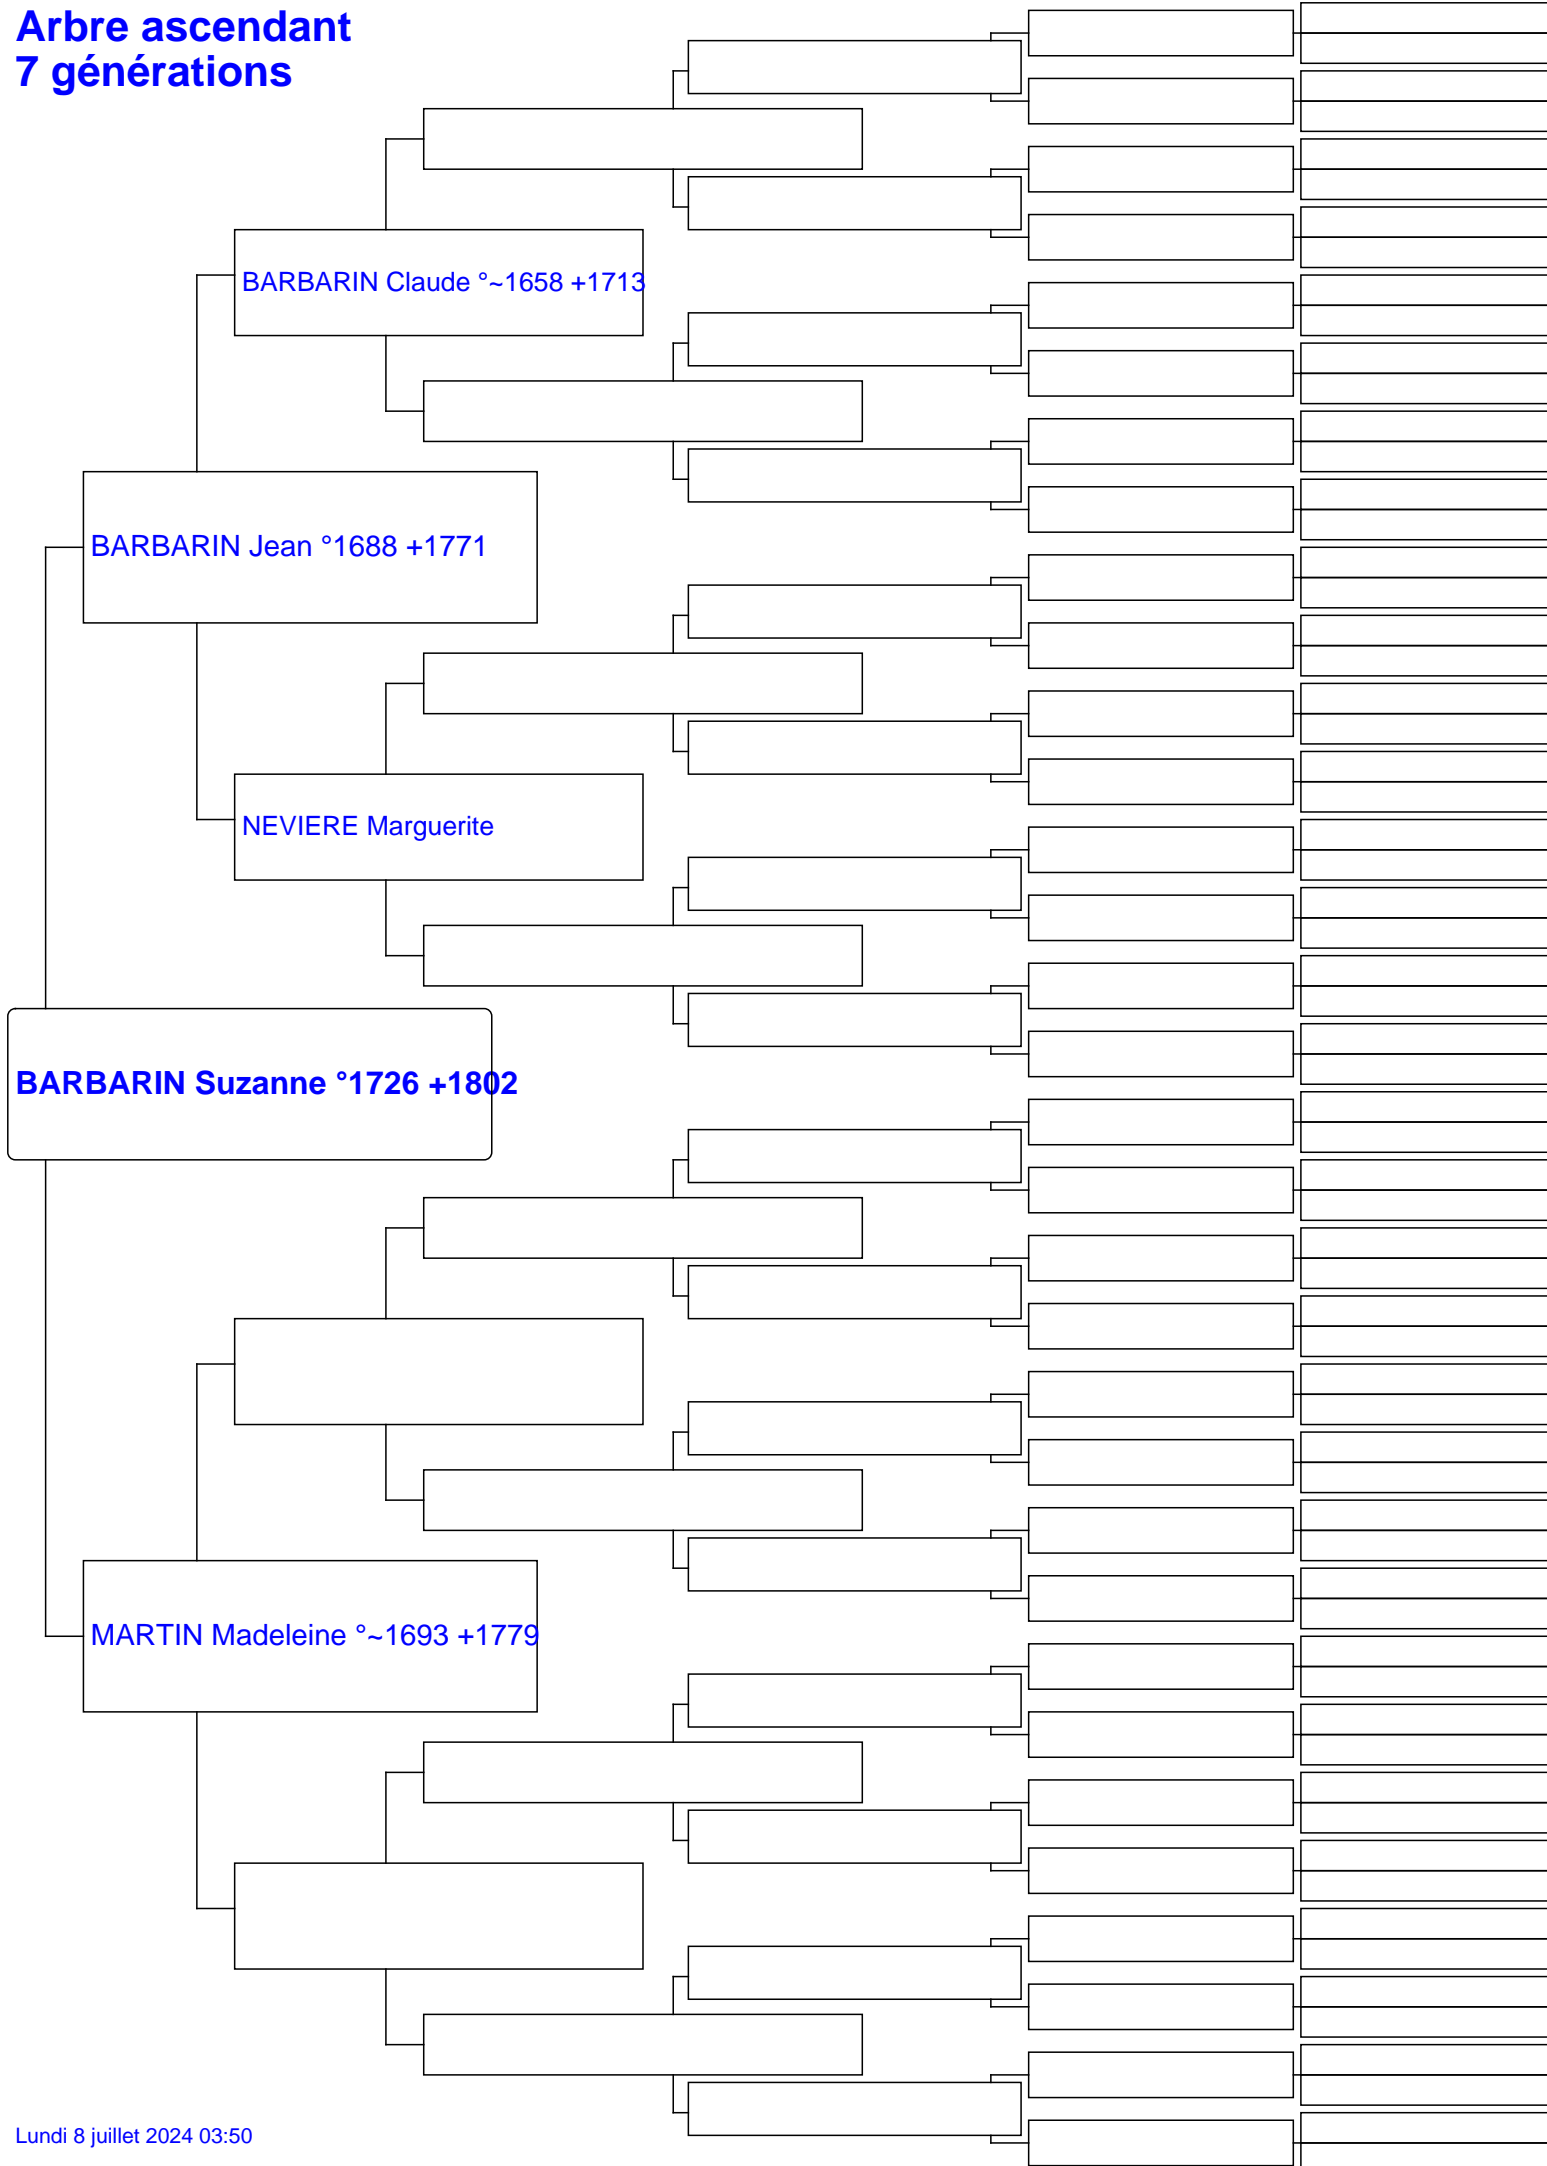 Arbre ascendant
7 générations
BARBARIN Claude °~1658 +1713
BARBARIN Jean °1688 +1771
NEVIERE Marguerite
BARBARIN Suzanne °1726 +1802
MARTIN Madeleine °~1693 +1779
Lundi 8 juillet 2024 03:50